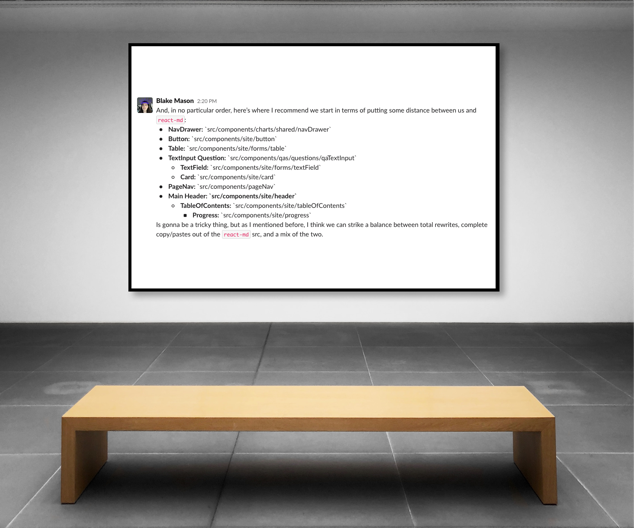 Blake Mason 2:20 PM
And, in no particular order, here's where I recommend we start in terms of putting some distance between us and
react-md:
• NavDrawer: `src/components/charts/shared/navDrawer`
• Button: `src/components/site/button`
• Table: `src/components/site/forms/table`
• TextInput Question: `src/components/qas/questions/qaTextInput`
◦ TextField: `src/components/site/forms/textField`
◦ Card: `src/components/site/card`
• PageNav: `src/components/pageNav`
• Main Header: `src/components/site/header`
◦ TableOfContents: `src/components/site/tableOfContents`
▪ Progress: `src/components/site/progress`
Is gonna be a tricky thing, but as I mentioned before, I think we can strike a balance between total rewrites, complete
copy/pastes out of the react-md src, and a mix of the two.